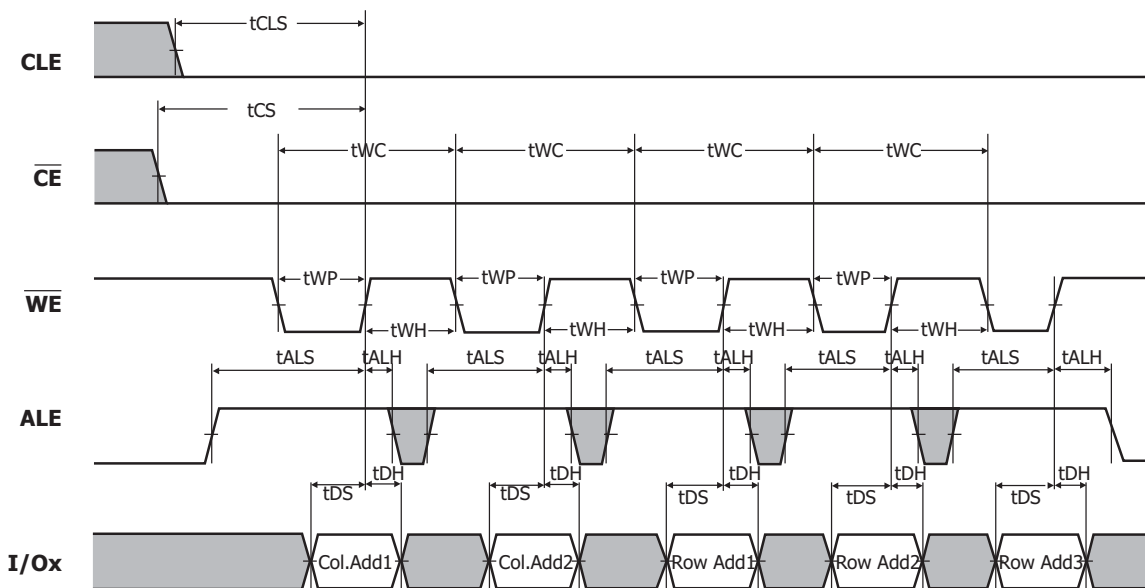 tCLS
CLE
tCS
tWC tWC tWC tWC
CE
tWP tWP tWP tWP
WE
tWH tWH tWH tWH
tALS tALH tALS tALH tALS tALH tALS tALH tALS tALH
ALE
tDH tDH tDH tDH tDH
tDS tDS tDS tDS tDS
I/Ox Col.Add1 Col.Add2 Row Add1 Row Add2 Row Add3